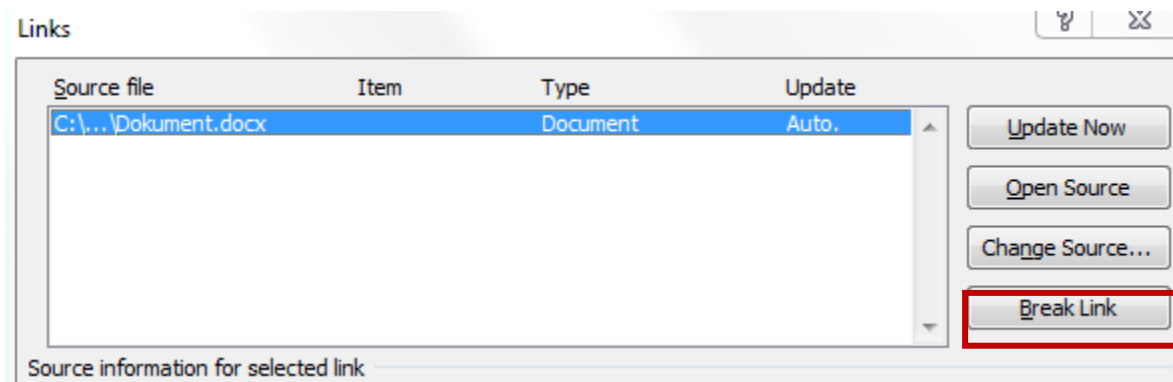 Links
Source file Item Type Update
C:\...\Dokument.docx Document Auto.
Update Now
Open Source
Change Source...
Break Link
Source information for selected link